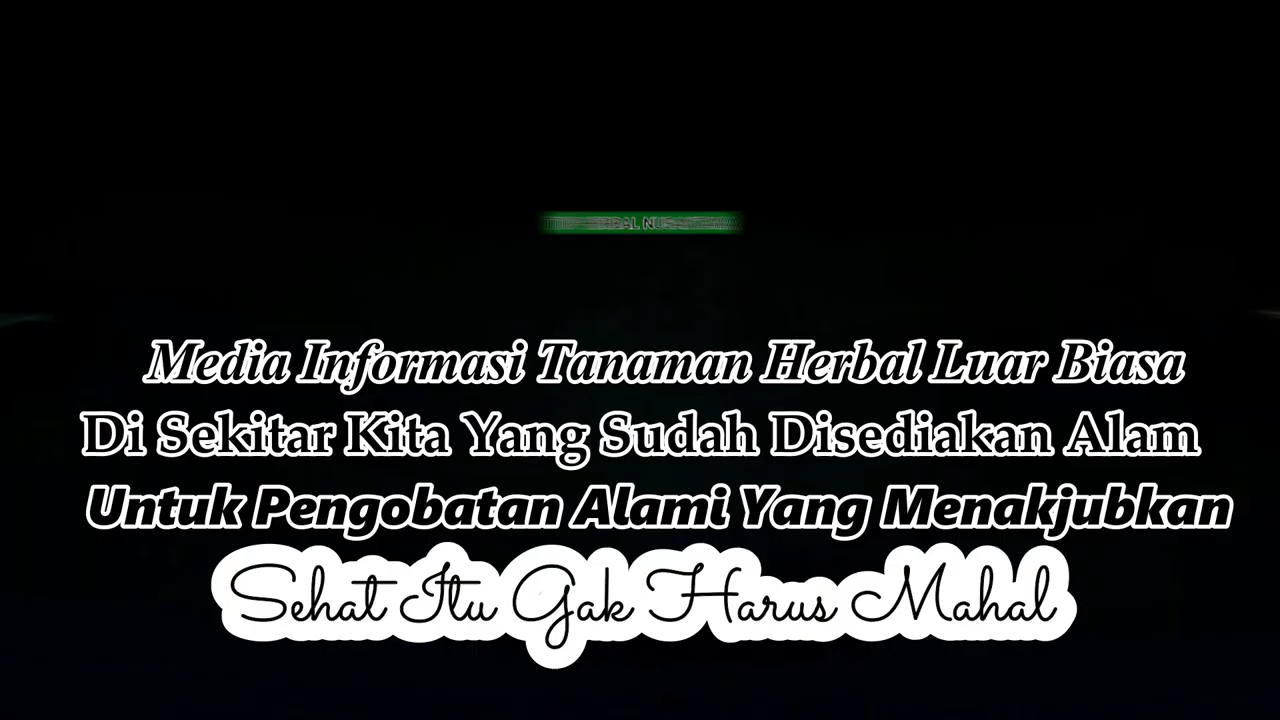 Media Informasi Tanaman Herbal Luar Biasa
Di Sekitar Kita Yang Sudah Disediakan Alam
Untuk Pengobatan Alami Yang Menakjubkan
Sehat Itu Gak Harus Mahal